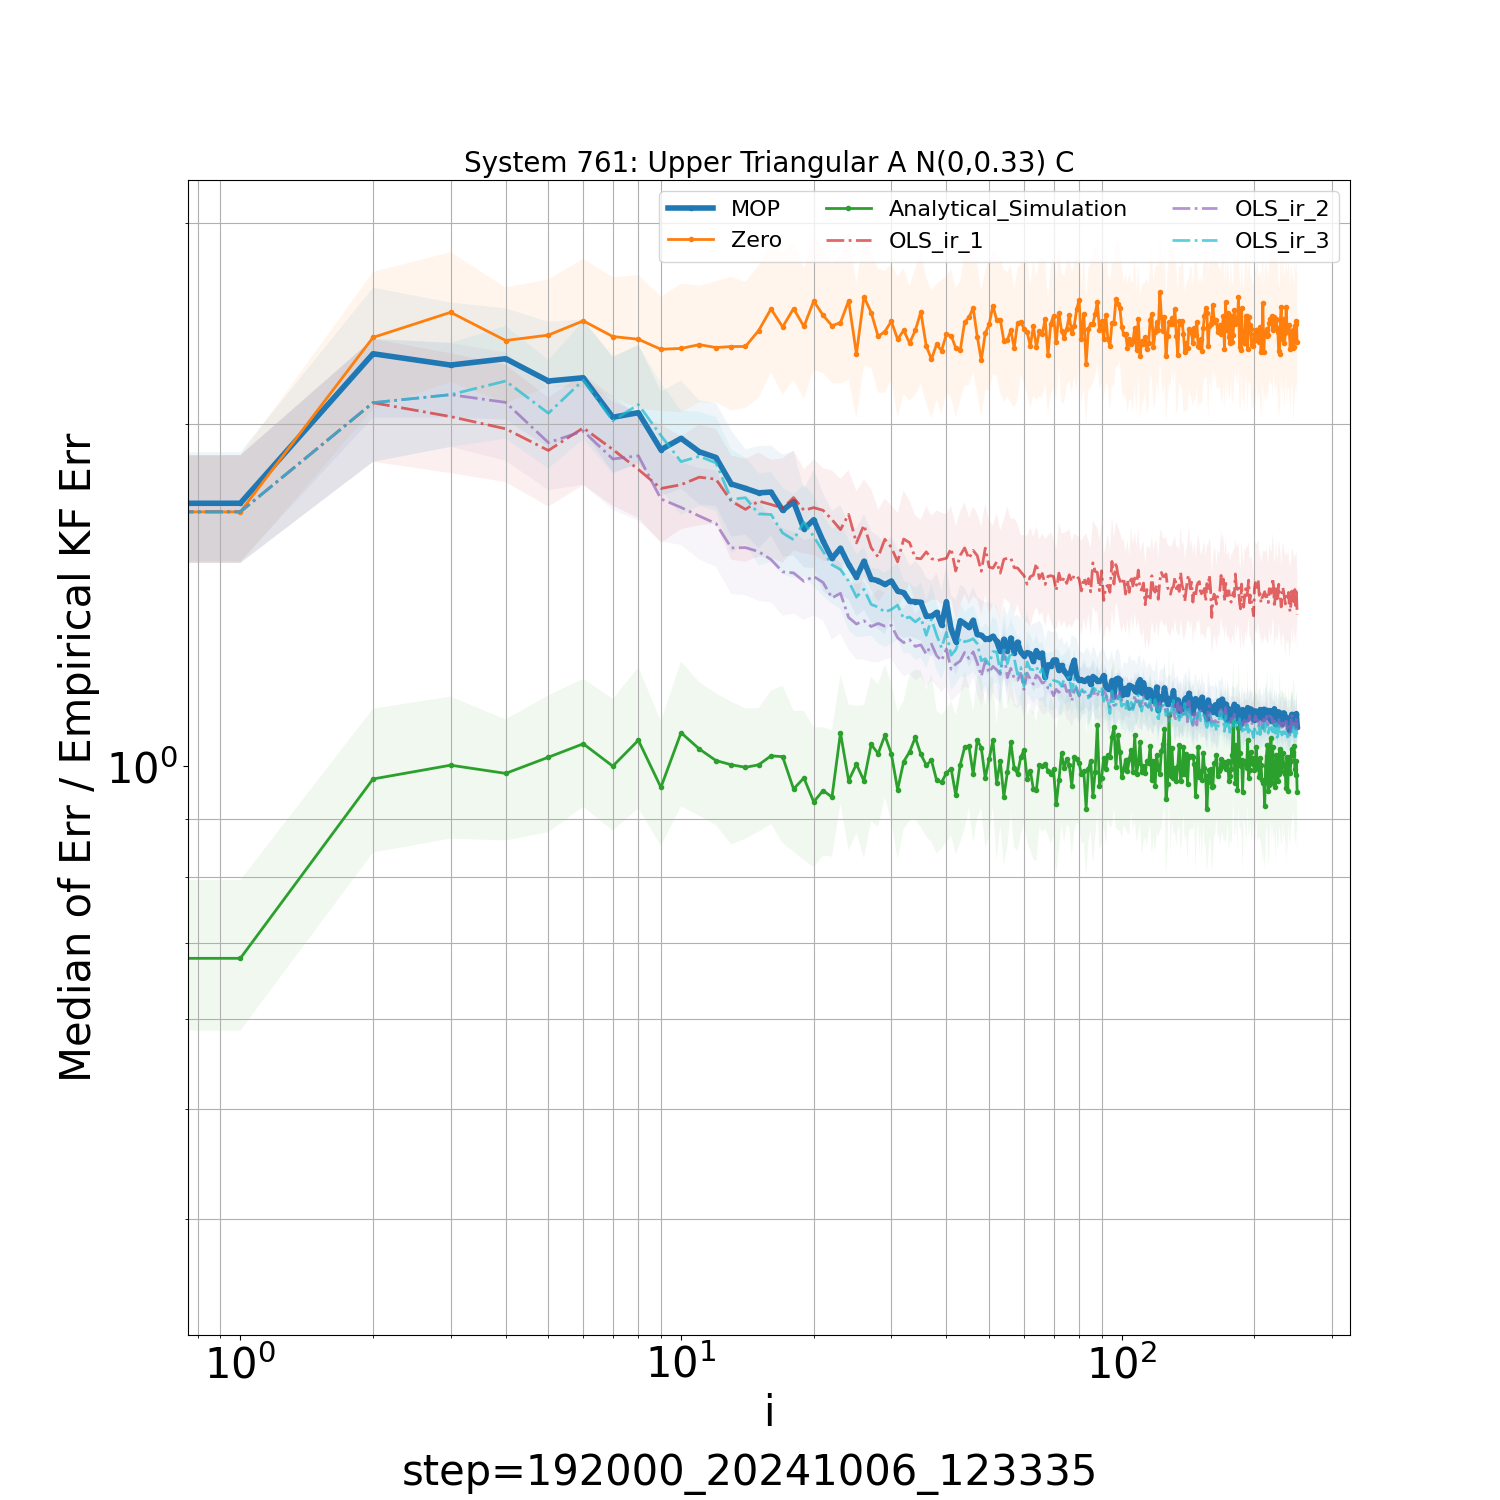 System 761: Upper Triangular A N(0,0.33) C
MOP
Zero
Analytical_Simulation
OLS_ir_1
OLS_ir_2
OLS_ir_3
Median of Err / Empirical KF Err
10⁰
10⁰ 10¹ 10²
i
step=192000_20241006_123335